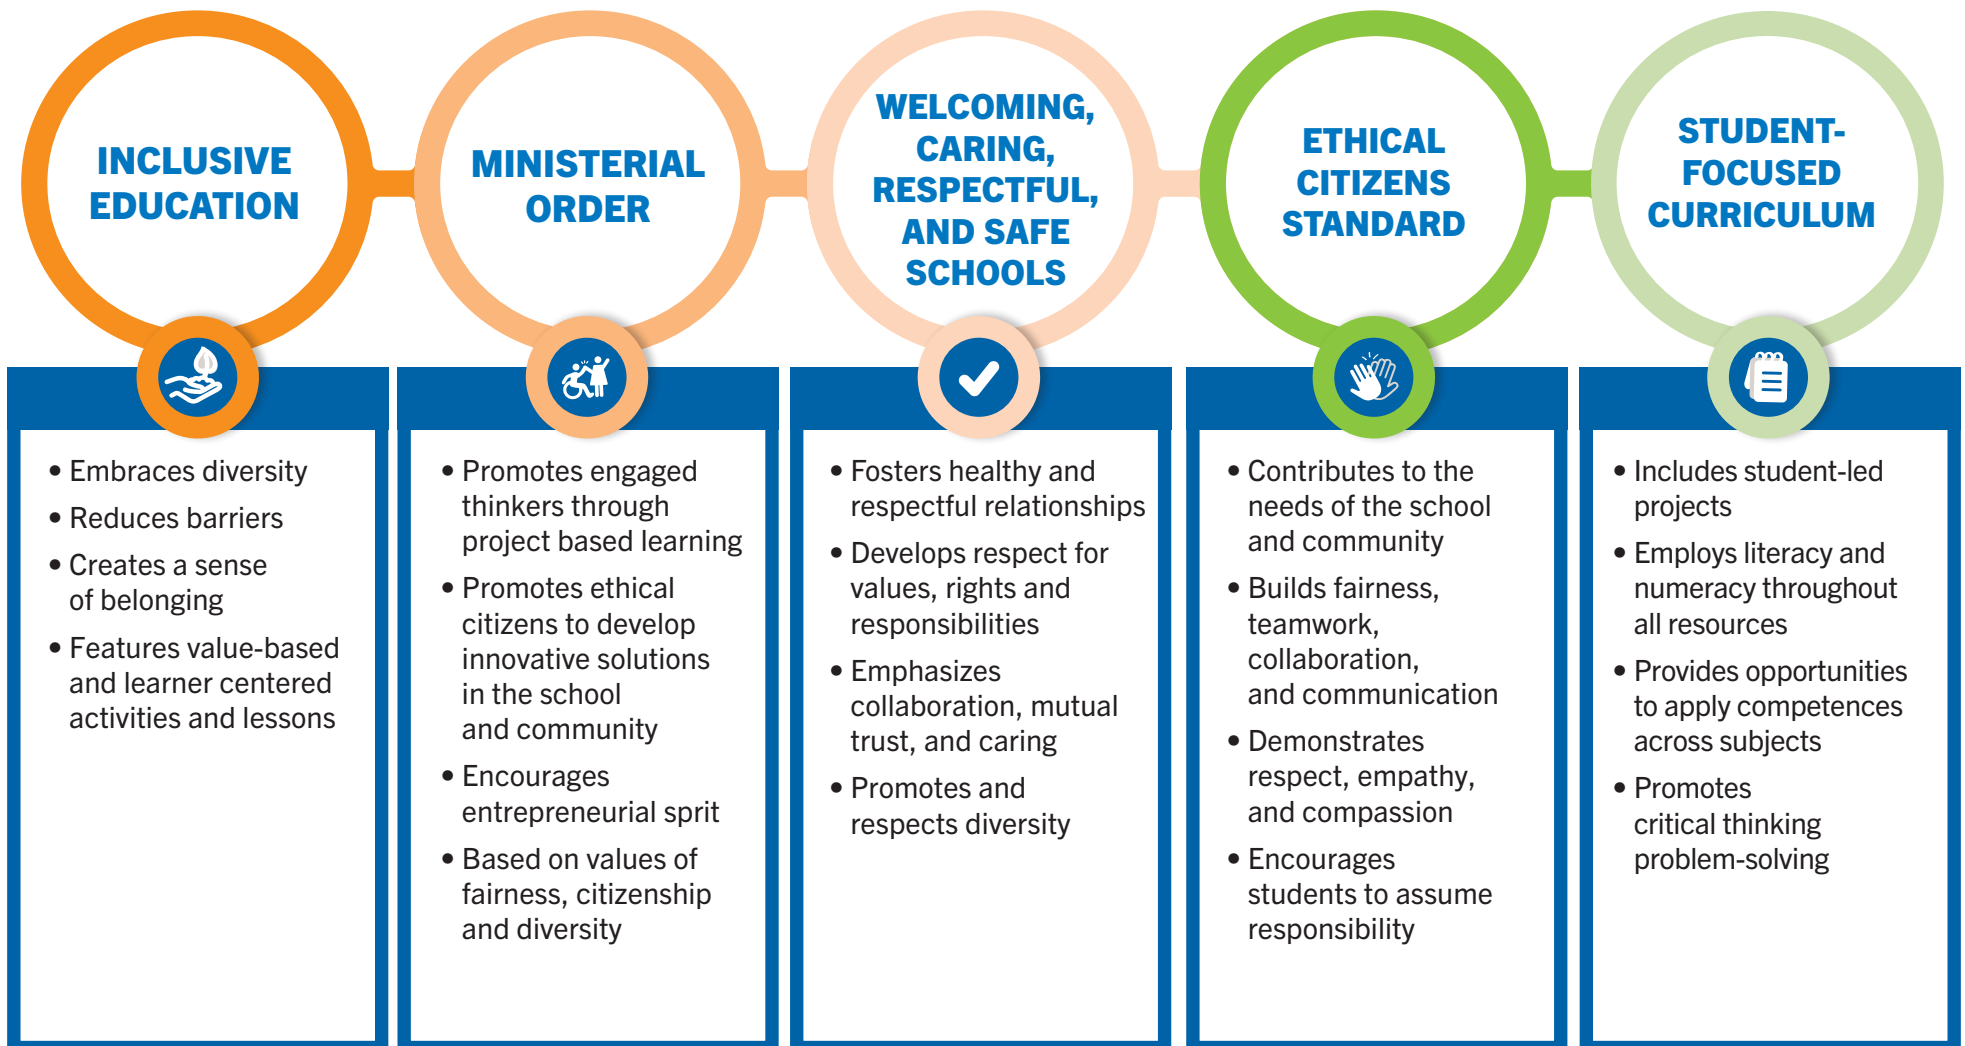 INCLUSIVE
EDUCATION
MINISTERIAL
ORDER
WELCOMING,
CARING,
RESPECTFUL,
AND SAFE
SCHOOLS
ETHICAL
CITIZENS
STANDARD
STUDENT-
FOCUSED
CURRICULUM
• Embraces diversity
• Reduces barriers
• Creates a sense
of belonging
• Features value-based
and learner centered
activities and lessons
• Promotes engaged
thinkers through
project based learning
• Promotes ethical
citizens to develop
innovative solutions
in the school
and community
• Encourages
entrepreneurial sprit
• Based on values of
fairness, citizenship
and diversity
• Fosters healthy and
respectful relationships
• Develops respect for
values, rights and
responsibilities
• Emphasizes
collaboration, mutual
trust, and caring
• Promotes and
respects diversity
• Contributes to the
needs of the school
and community
• Builds fairness,
teamwork,
collaboration,
and communication
• Demonstrates
respect, empathy,
and compassion
• Encourages
students to assume
responsibility
• Includes student-led
projects
• Employs literacy and
numeracy throughout
all resources
• Provides opportunities
to apply competences
across subjects
• Promotes
critical thinking
problem-solving